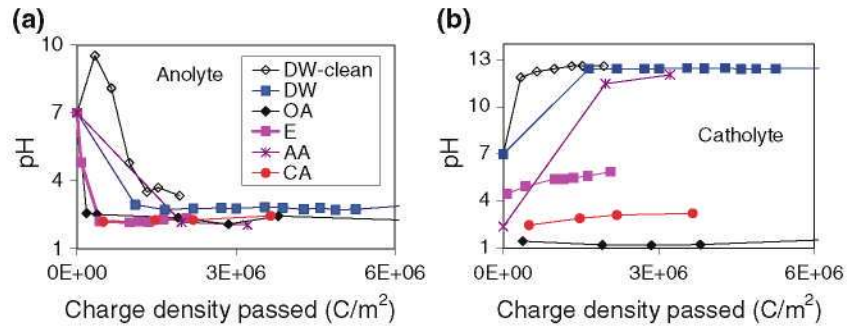 (a)
10
7
4
1
pH
Anolyte
DW-clean
DW
OA
E
AA
CA
0E+00
3E+06
6E+06
Charge density passed (C/m²)
(b)
13
10
7
4
1
pH
Catholyte
0E+00
3E+06
6E+06
Charge density passed (C/m²)